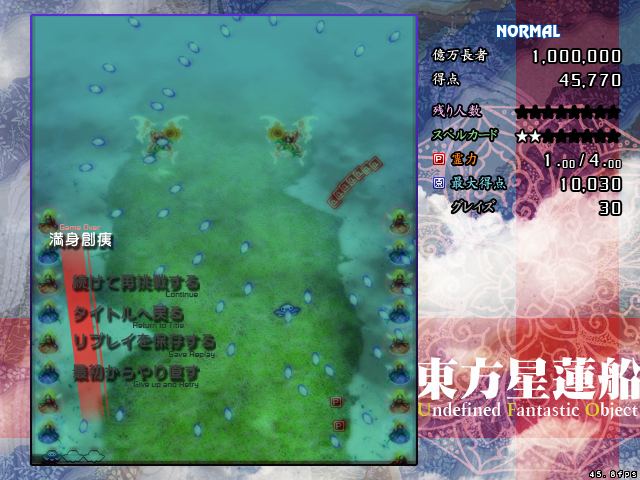 NORMAL
億万長者 1,000,000
得点 45,770
残り人数
スペルカード
P 霊力 1.00/4.00
点 最大得点 10,030
グレイズ 30
Game Over
満身創痍
続けて再挑戦する
Continue
タイトルへ戻る
Return to Title
リプレイを保存する
Save Replay
最初からやり直す
Give up and Retry
P
P
東方星蓮船
Undefined Fantastic Object
45.8fps